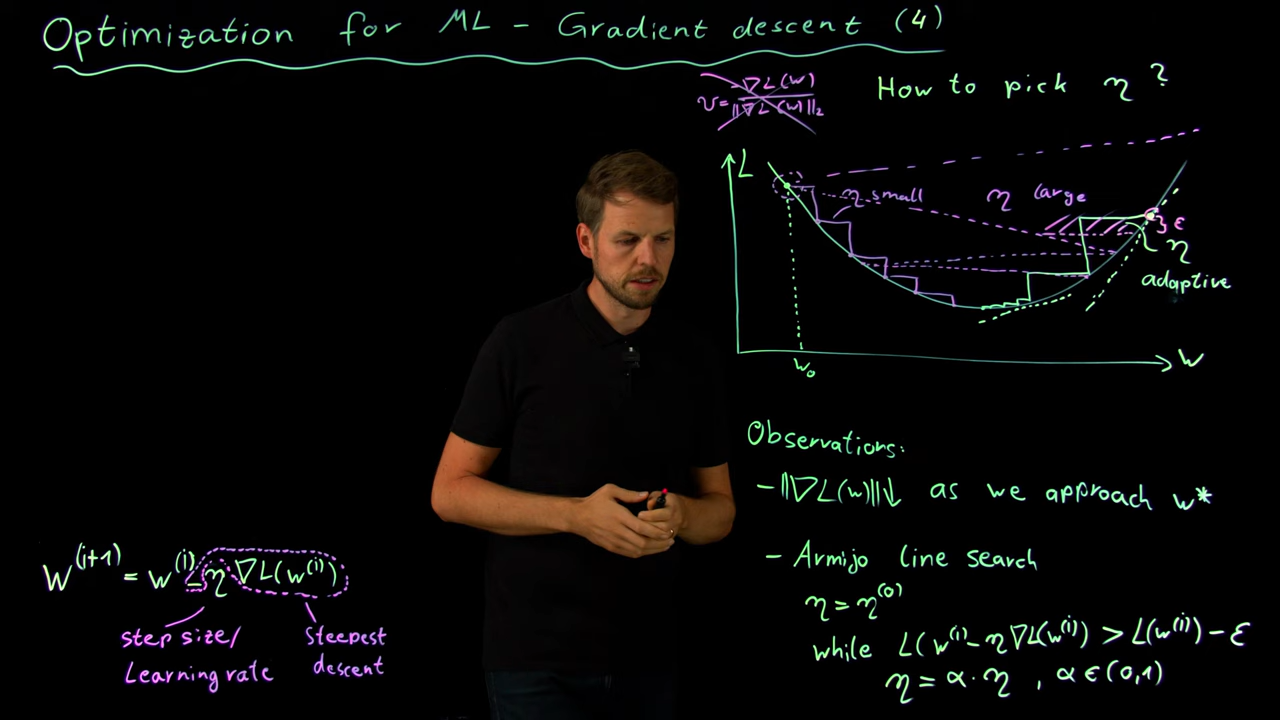 Optimization for ML - Gradient descent (4)
v = -∇L(w) / ||∇L(w)||₂
How to pick η ?
L
η small
η large
} ε
η
adaptive
w₀
w
Observations:
- ||∇L(w)||↓ as we approach w*
- Armijo line search
η = η⁽⁰⁾
while L(w⁽ⁱ⁾ - η∇L(w⁽ⁱ⁾) > L(w⁽ⁱ⁾) - ε
η = α · η , α ∈ (0,1)
w⁽ⁱ⁺¹⁾ = w⁽ⁱ⁾ - η ∇L(w⁽ⁱ⁾)
step size/
Learning rate
steepest
descent